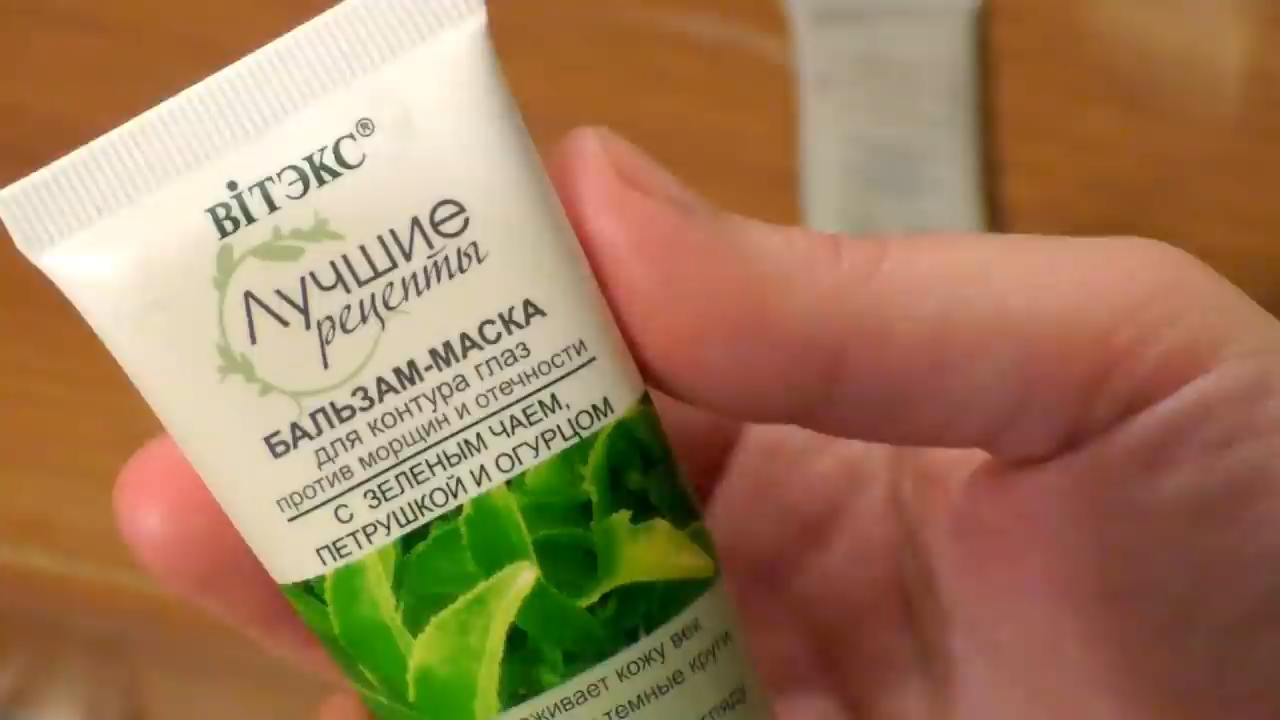 ВІТЭКС®
Лучшие
рецепты
БАЛЬЗАМ-МАСКА
для контура глаз
против морщин и отечности
С ЗЕЛЕНЫМ ЧАЕМ,
ПЕТРУШКОЙ И ОГУРЦОМ
кожу век
темные круги